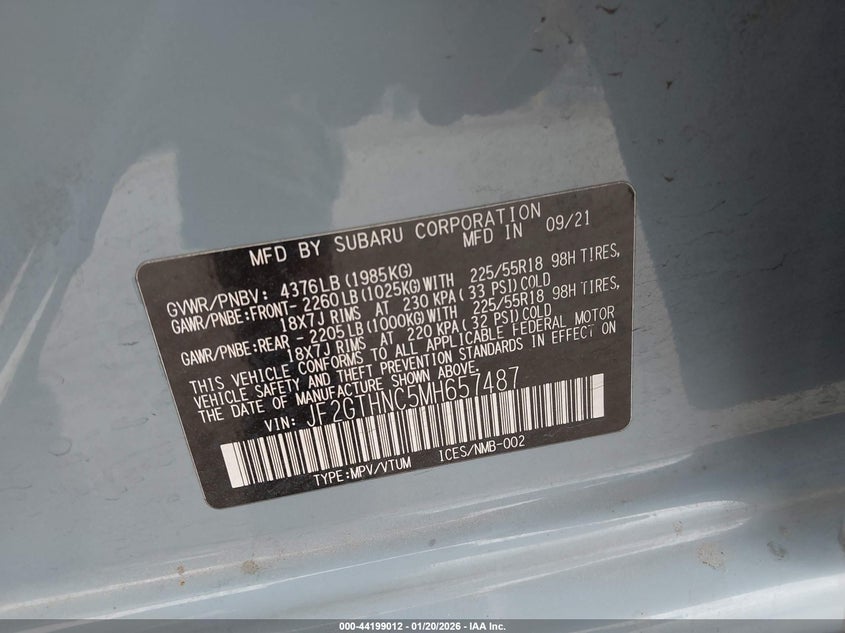 MFD BY SUBARU CORPORATION
MFD IN 09/21
GVWR/PNBV: 4376LB(1985KG)
GAWR/PNBE:FRONT- 2260LB(1025KG)WITH 225/55R18 98H TIRES,
18X7J RIMS AT 230 KPA( 33 PSI)COLD
GAWR/PNBE:REAR - 2205LB(1000KG)WITH 225/55R18 98H TIRES,
18X7J RIMS AT 220 KPA( 32 PSI)COLD
THIS VEHICLE CONFORMS TO ALL APPLICABLE FEDERAL MOTOR
VEHICLE SAFETY AND THEFT PREVENTION STANDARDS IN EFFECT ON
THE DATE OF MANUFACTURE SHOWN ABOVE.
VIN: JF2GTHNC5MH657487
TYPE:MPV/VTUM ICES/NMB-002
000-44199012 - 01/20/2026 - IAA Inc.